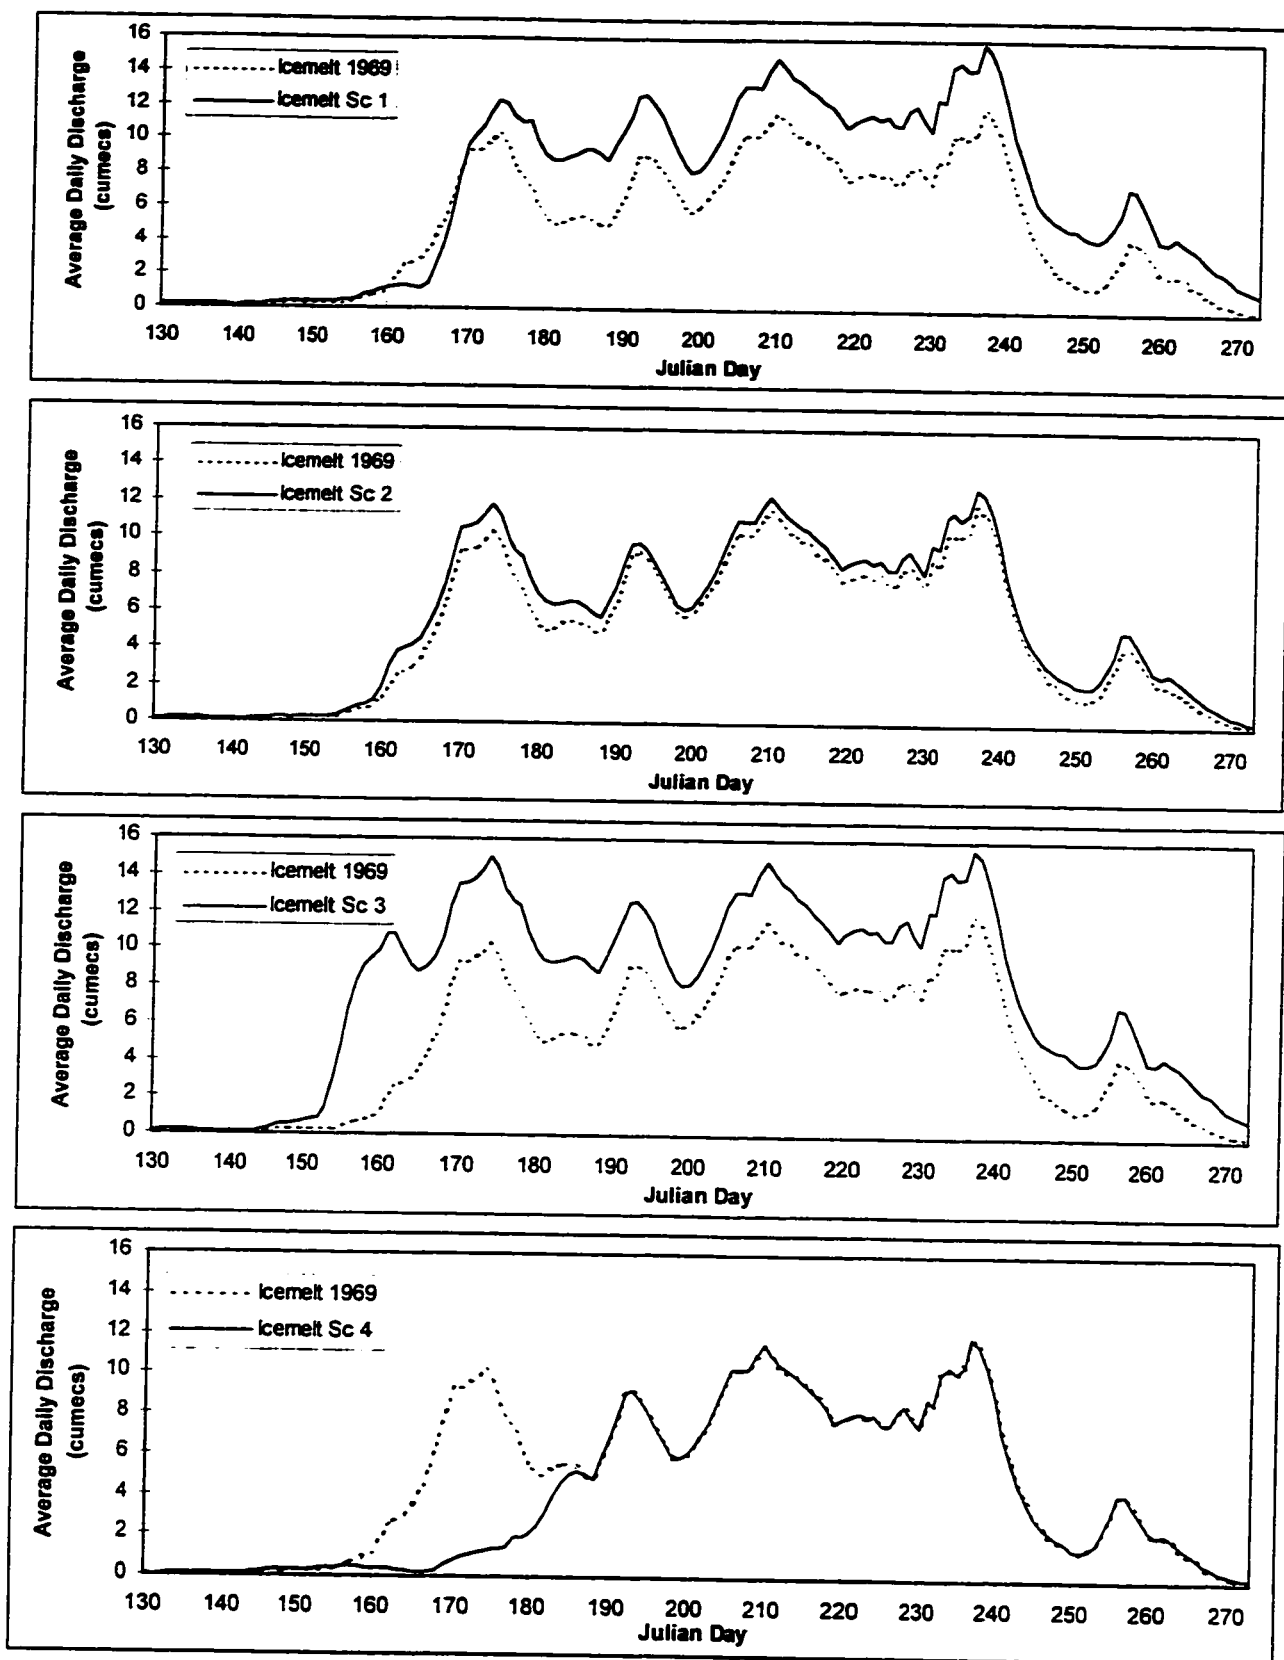 16
14
12
10
8
6
4
2
0
Average Daily Discharge
(cumecs)
Icemelt 1969
Icemelt Sc 1
130 140 150 160 170 180 190 200 210 220 230 240 250 260 270
Julian Day
16
14
12
10
8
6
4
2
0
Average Daily Discharge
(cumecs)
Icemelt 1969
Icemelt Sc 2
130 140 150 160 170 180 190 200 210 220 230 240 250 260 270
Julian Day
16
14
12
10
8
6
4
2
0
Average Daily Discharge
(cumecs)
Icemelt 1969
Icemelt Sc 3
130 140 150 160 170 180 190 200 210 220 230 240 250 260 270
Julian Day
16
14
12
10
8
6
4
2
0
Average Daily Discharge
(cumecs)
Icemelt 1969
Icemelt Sc 4
130 140 150 160 170 180 190 200 210 220 230 240 250 260 270
Julian Day